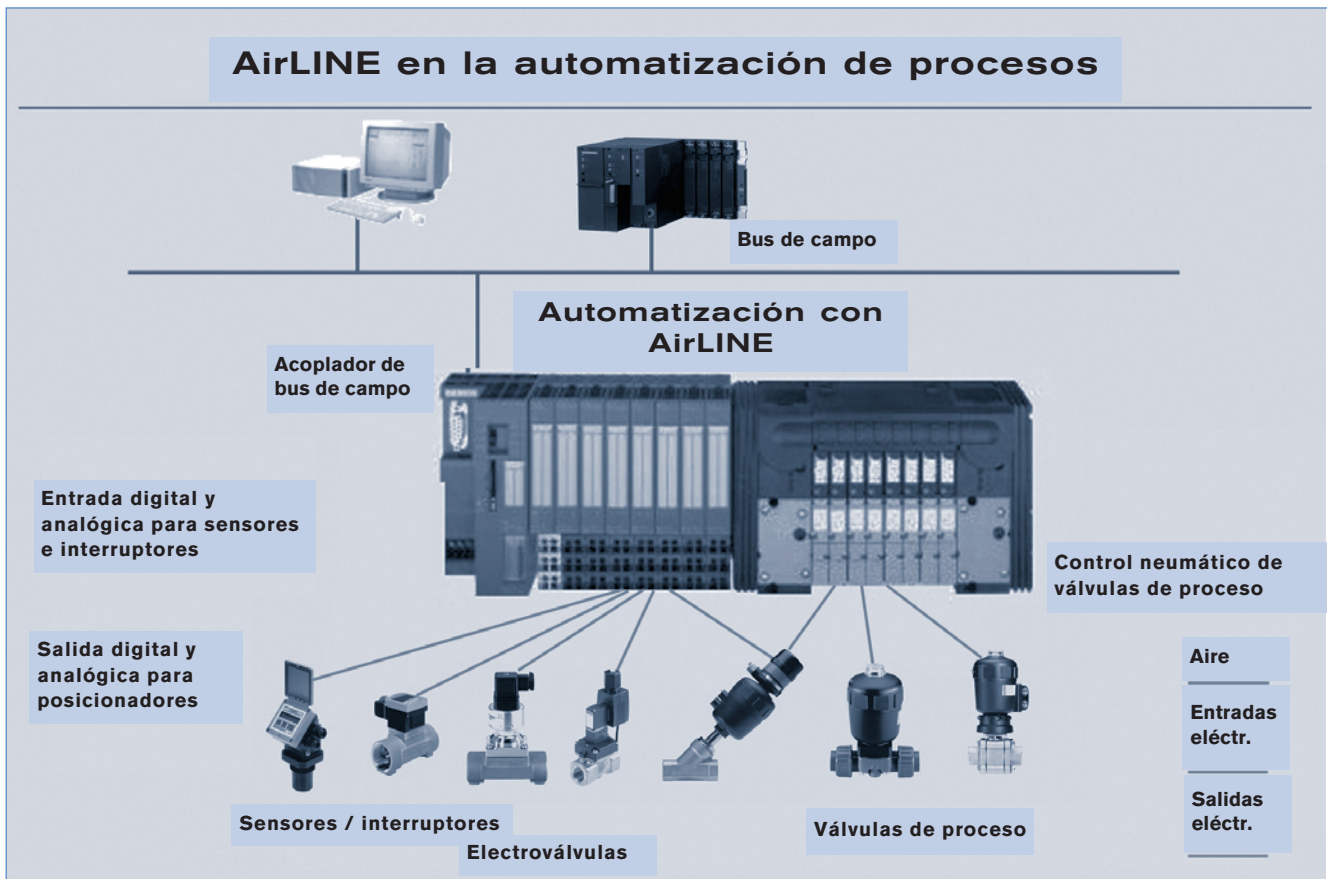 AirLINE en la automatización de procesos
Bus de campo
Automatización con
AirLINE
Acoplador de
bus de campo
Entrada digital y
analógica para sensores
e interruptores
Control neumático de
válvulas de proceso
Salida digital y
analógica para
posicionadores
Aire
Entradas
eléctr.
Salidas
eléctr.
Sensores / interruptores
Electroválvulas
Válvulas de proceso